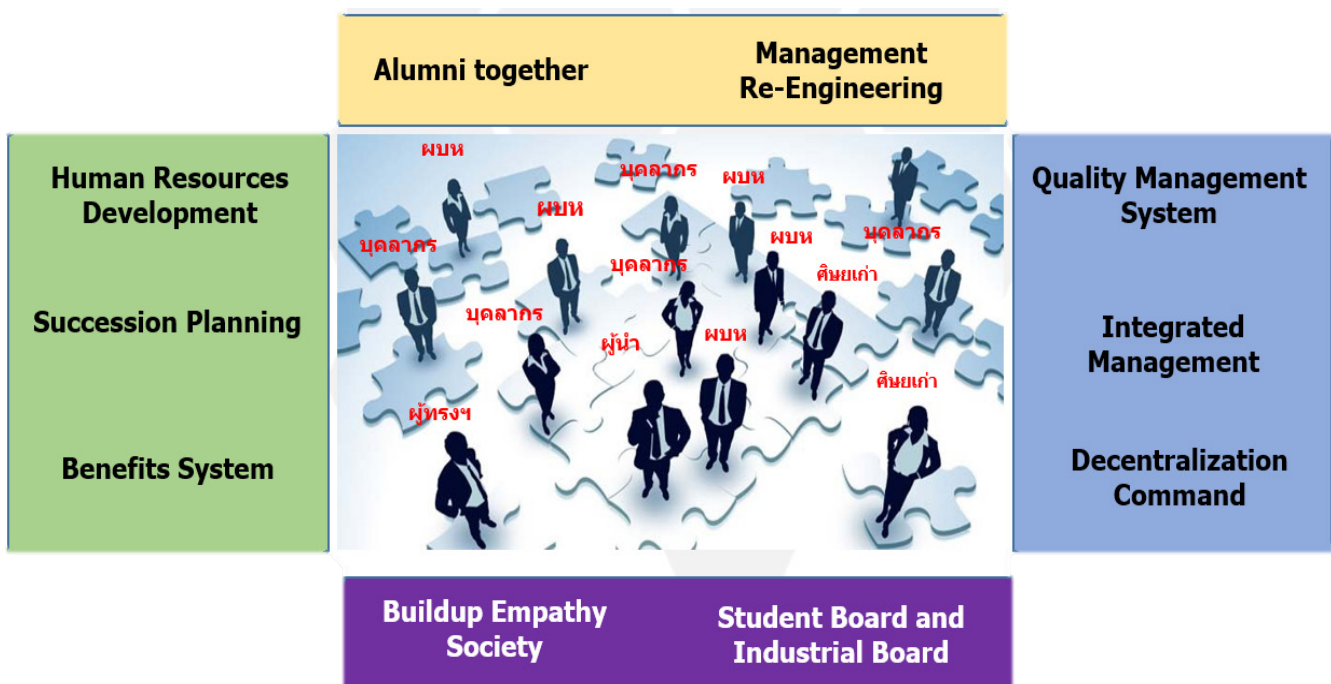 Alumni together
Management
Re-Engineering
Human Resources
Development
Succession Planning
Benefits System
ผบห
บุคลากร
ผบห
ผบห
บุคลากร
ผบห
บุคลากร
บุคลากร
ศิษยเก่า
บุคลากร
ผู้นำ
ผบห
ศิษยเก่า
ผู้ทรงฯ
Quality Management
System
Integrated
Management
Decentralization
Command
Buildup Empathy
Society
Student Board and
Industrial Board